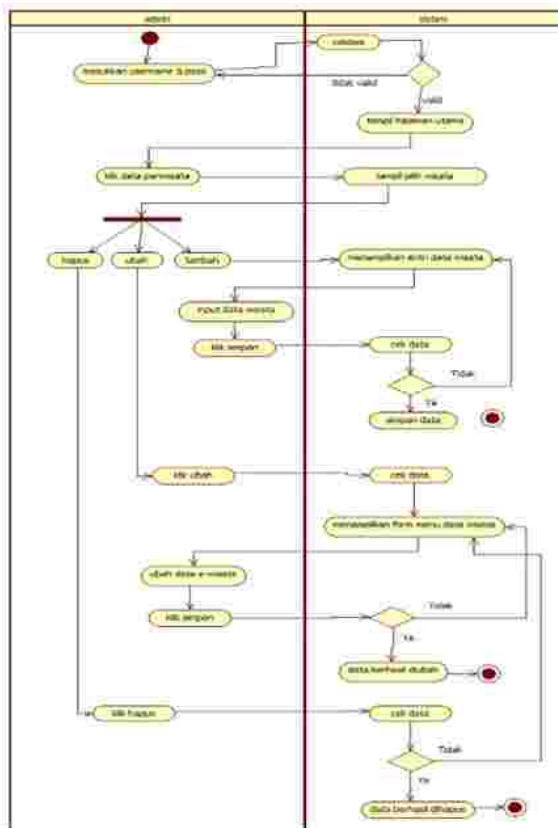 admin
sistem
validasi
masukkan username & pass
tidak valid
valid
tampil halaman utama
klik data pariwisata
tampil pilih wisata
hapus
ubah
tambah
menampilkan entri data wisata
input data wisata
klik simpan
cek data
Tidak
Ya
simpan data
klik ubah
cek data
menampilkan form menu data wisata
ubah data e-wisata
klik simpan
Tidak
Ya
data berhasil diubah
klik hapus
cek data
Tidak
Ya
data berhasil dihapus